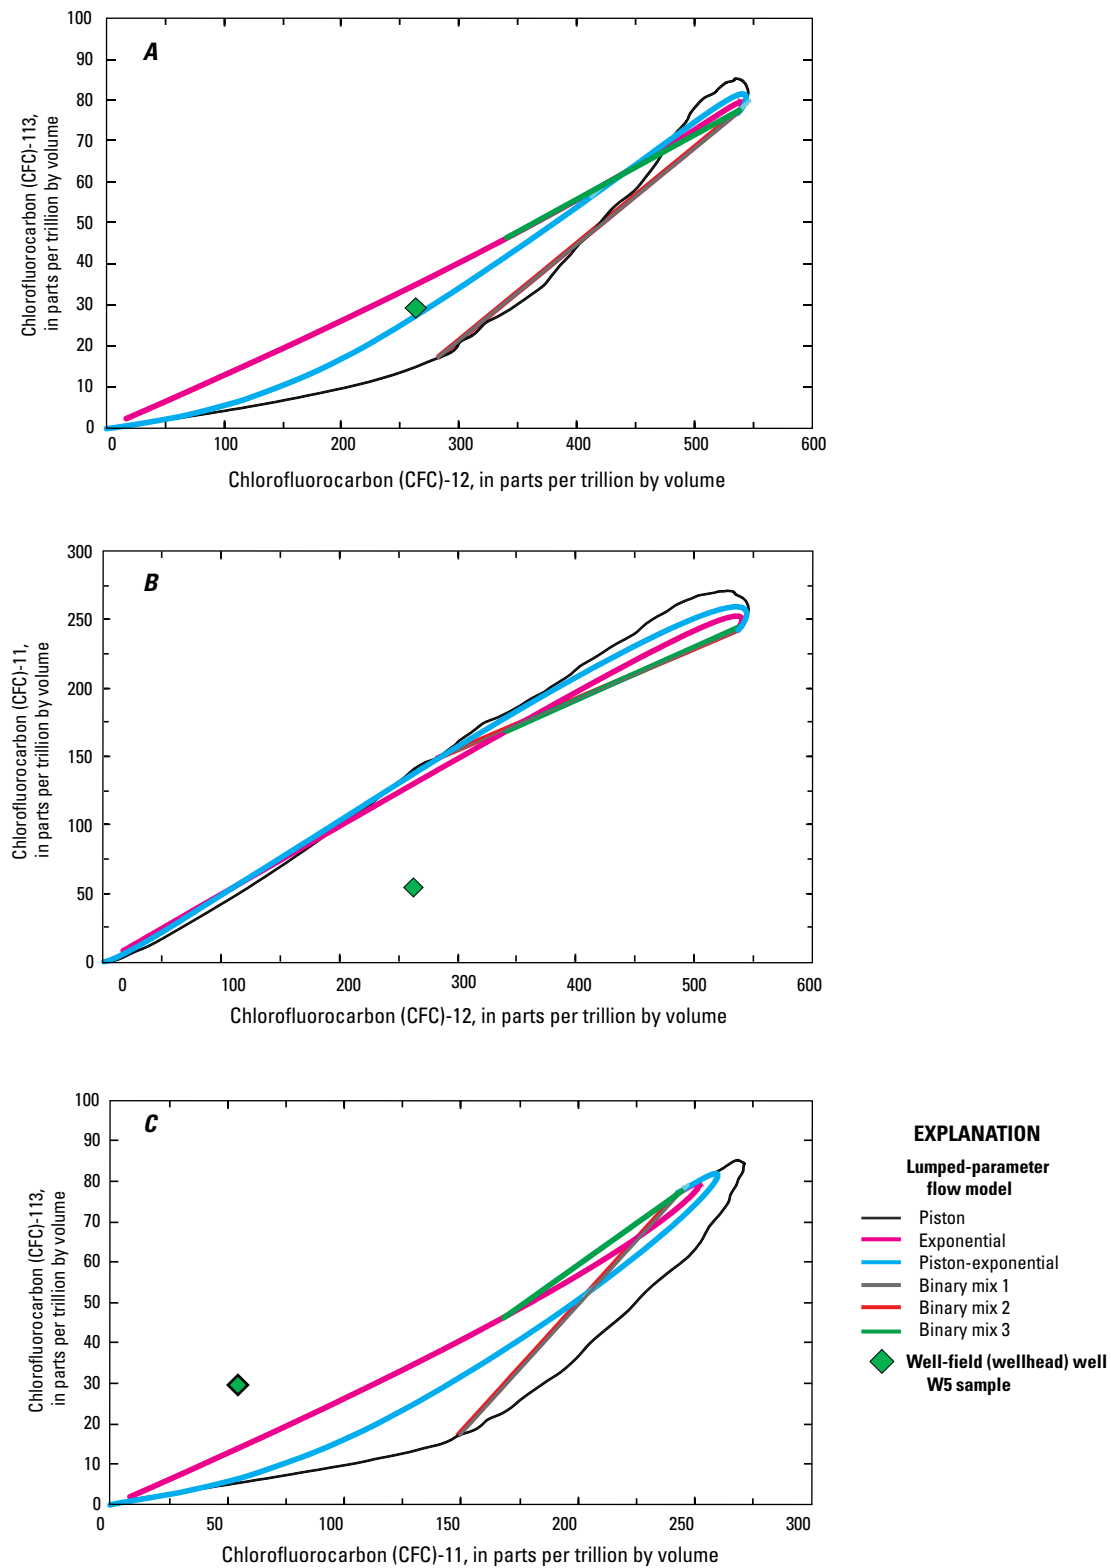 A
100
90
80
70
60
50
40
30
20
10
0
Chlorofluorocarbon (CFC)-113,
in parts per trillion by volume
0 100 200 300 400 500 600
Chlorofluorocarbon (CFC)-12, in parts per trillion by volume
B
300
250
200
150
100
50
0
Chlorofluorocarbon (CFC)-11,
in parts per trillion by volume
0 100 200 300 400 500 600
Chlorofluorocarbon (CFC)-12, in parts per trillion by volume
C
100
90
80
70
60
50
40
30
20
10
0
Chlorofluorocarbon (CFC)-113,
in parts per trillion by volume
0 50 100 150 200 250 300
Chlorofluorocarbon (CFC)-11, in parts per trillion by volume
EXPLANATION
Lumped-parameter
flow model
Piston
Exponential
Piston-exponential
Binary mix 1
Binary mix 2
Binary mix 3
Well-field (wellhead) well
W5 sample